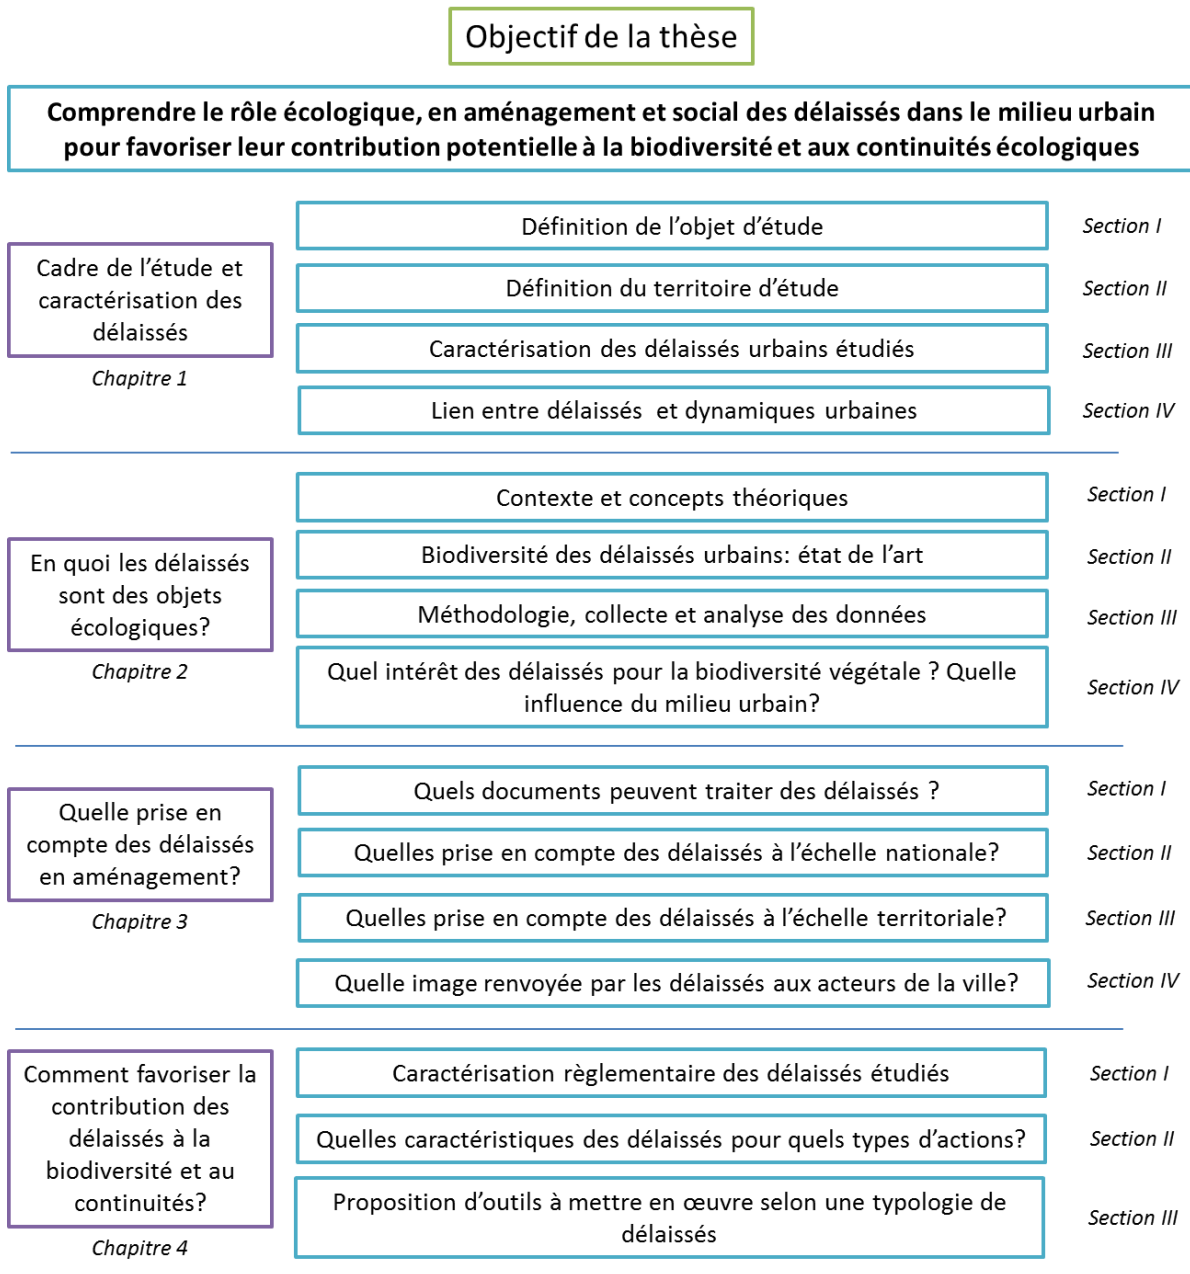 Objectif de la thèse
Comprendre le rôle écologique, en aménagement et social des délaissés dans le milieu urbain
pour favoriser leur contribution potentielle à la biodiversité et aux continuités écologiques
Cadre de l’étude et
caractérisation des
délaissés
Chapitre 1
Définition de l’objet d’étude
Section I
Définition du territoire d’étude
Section II
Caractérisation des délaissés urbains étudiés
Section III
Lien entre délaissés et dynamiques urbaines
Section IV
En quoi les délaissés
sont des objets
écologiques?
Chapitre 2
Contexte et concepts théoriques
Section I
Biodiversité des délaissés urbains: état de l’art
Section II
Méthodologie, collecte et analyse des données
Section III
Quel intérêt des délaissés pour la biodiversité végétale ? Quelle
influence du milieu urbain?
Section IV
Quelle prise en
compte des délaissés
en aménagement?
Chapitre 3
Quels documents peuvent traiter des délaissés ?
Section I
Quelles prise en compte des délaissés à l’échelle nationale?
Section II
Quelles prise en compte des délaissés à l’échelle territoriale?
Section III
Quelle image renvoyée par les délaissés aux acteurs de la ville?
Section IV
Comment favoriser la
contribution des
délaissés à la
biodiversité et au
continuités?
Chapitre 4
Caractérisation règlementaire des délaissés étudiés
Section I
Quelles caractéristiques des délaissés pour quels types d’actions?
Section II
Proposition d’outils à mettre en œuvre selon une typologie de
délaissés
Section III